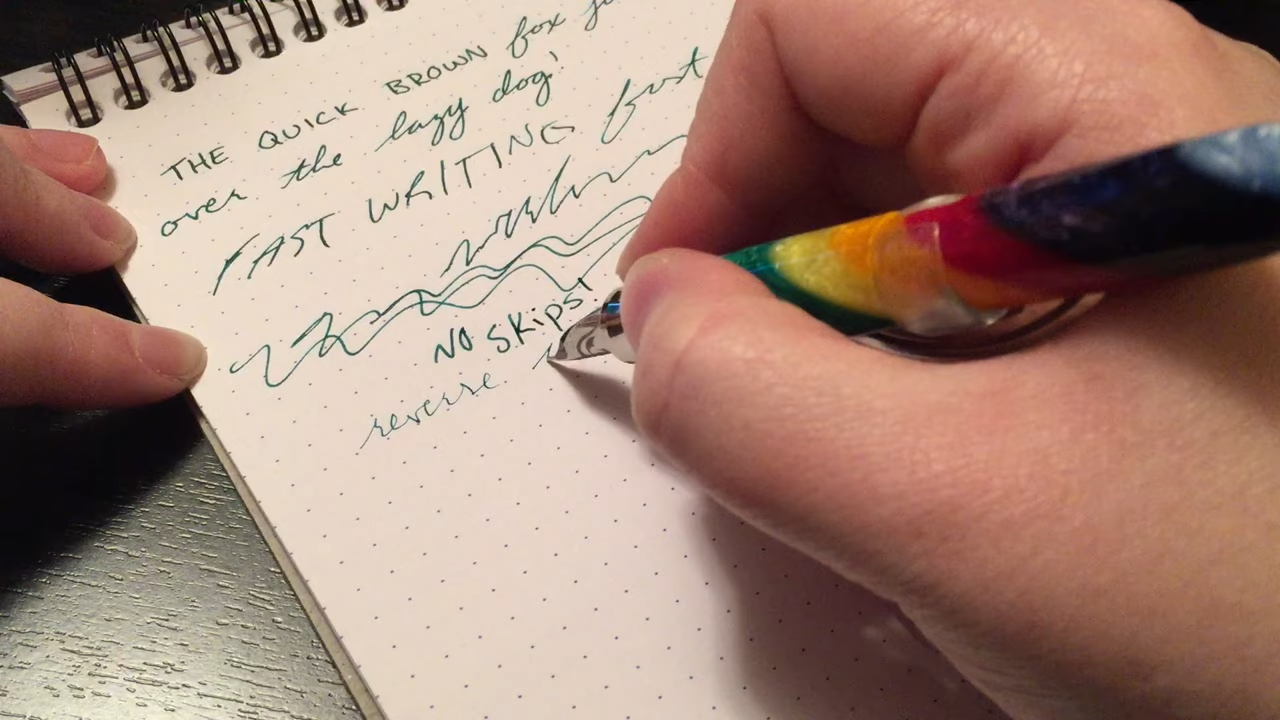 THE QUICK BROWN fox
over the lazy dog!
FAST WRITING fast
NO SKIPS!
reverse